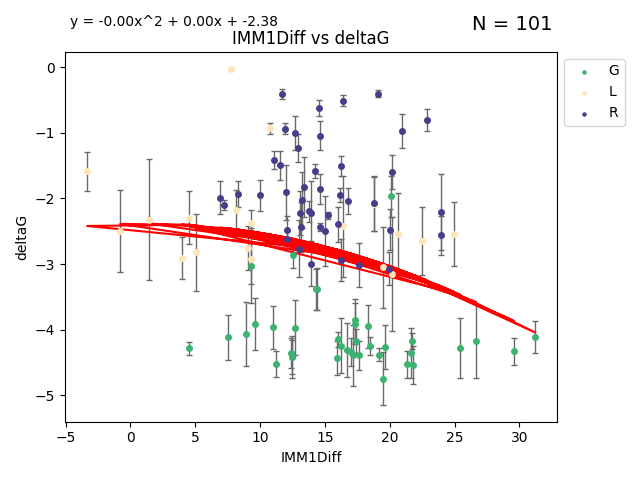 y = -0.00x^2 + 0.00x + -2.38
N = 101
IMM1Diff vs deltaG
G
L
R
0
−1
−2
−3
−4
−5
deltaG
−5 0 5 10 15 20 25 30
IMM1Diff